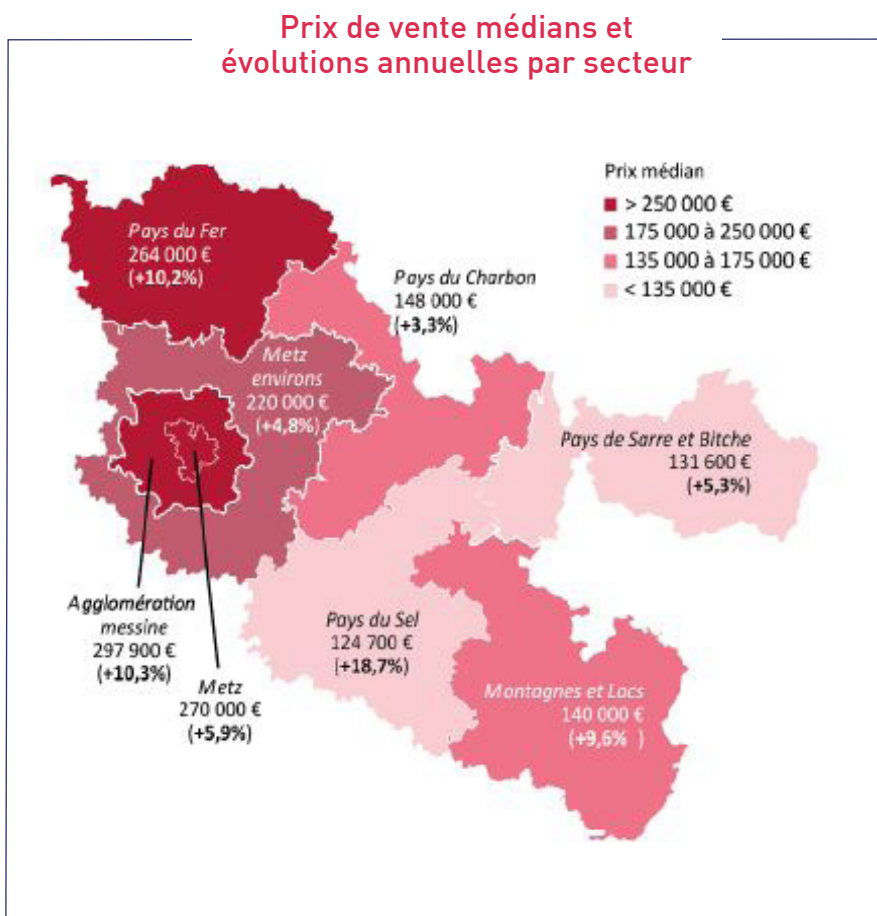 Prix de vente médians et
évolutions annuelles par secteur
Prix médian
> 250 000 €
175 000 à 250 000 €
135 000 à 175 000 €
< 135 000 €
Pays du Fer
264 000 €
(+10,2%)
Pays du Charbon
148 000 €
(+3,3%)
Metz
environs
220 000 €
(+4,8%)
Pays de Sarre et Bitche
131 600 €
(+5,3%)
Agglomération
messine
297 900 €
(+10,3%)
Metz
270 000 €
(+5,9%)
Pays du Sel
124 700 €
(+18,7%)
Montagnes et Lacs
140 000 €
(+9,6% )